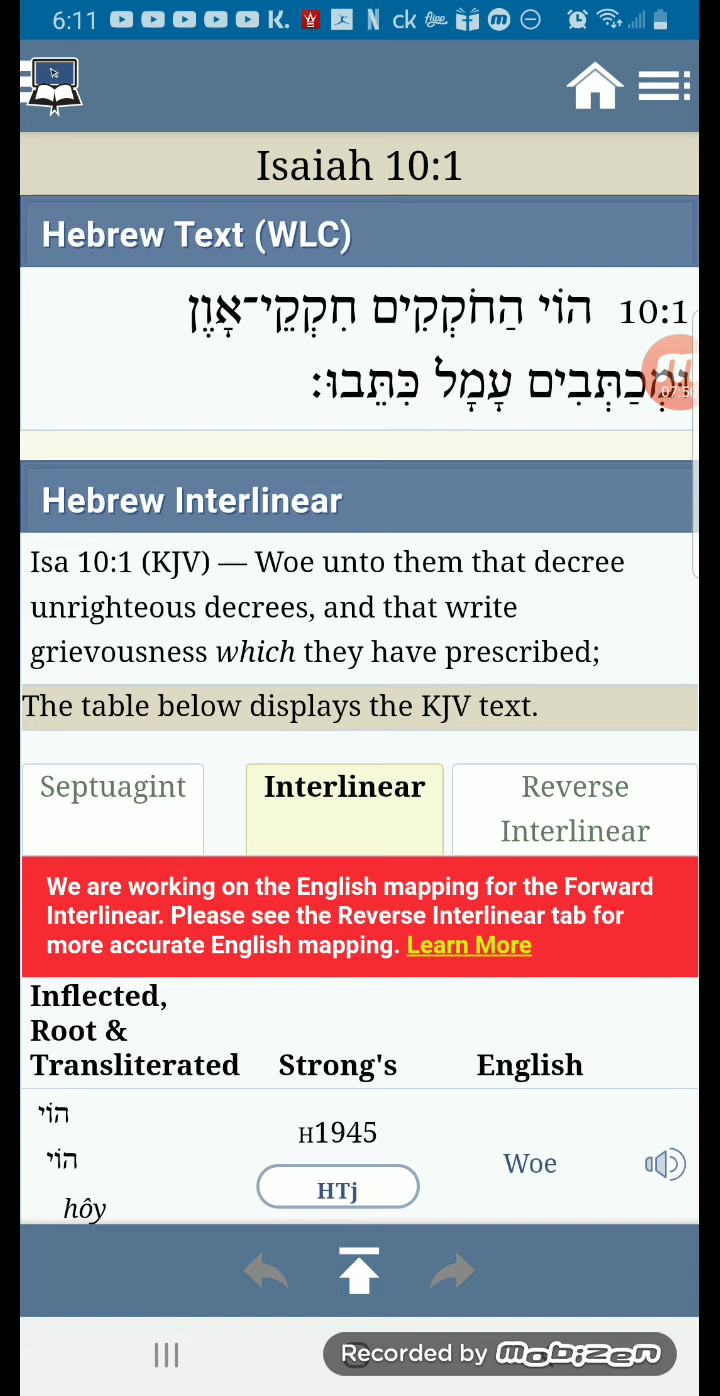 6:11 K. N ck flipp m
Isaiah 10:1
Hebrew Text (WLC)
10:1 הוֹי הַחֹקְקִים חִקְקֵי־אָוֶן
וּמְכַתְּבִים עָמָל כִּתֵּבוּ׃
07:50
Hebrew Interlinear
Isa 10:1 (KJV) — Woe unto them that decree
unrighteous decrees, and that write
grievousness which they have prescribed;
The table below displays the KJV text.
Septuagint Interlinear Reverse
Interlinear
We are working on the English mapping for the Forward
Interlinear. Please see the Reverse Interlinear tab for
more accurate English mapping. Learn More
Inflected,
Root &
Transliterated Strong's English
הוֹי
H1945
הוֹי
Woe
HTj
hôy
Recorded by mobizen